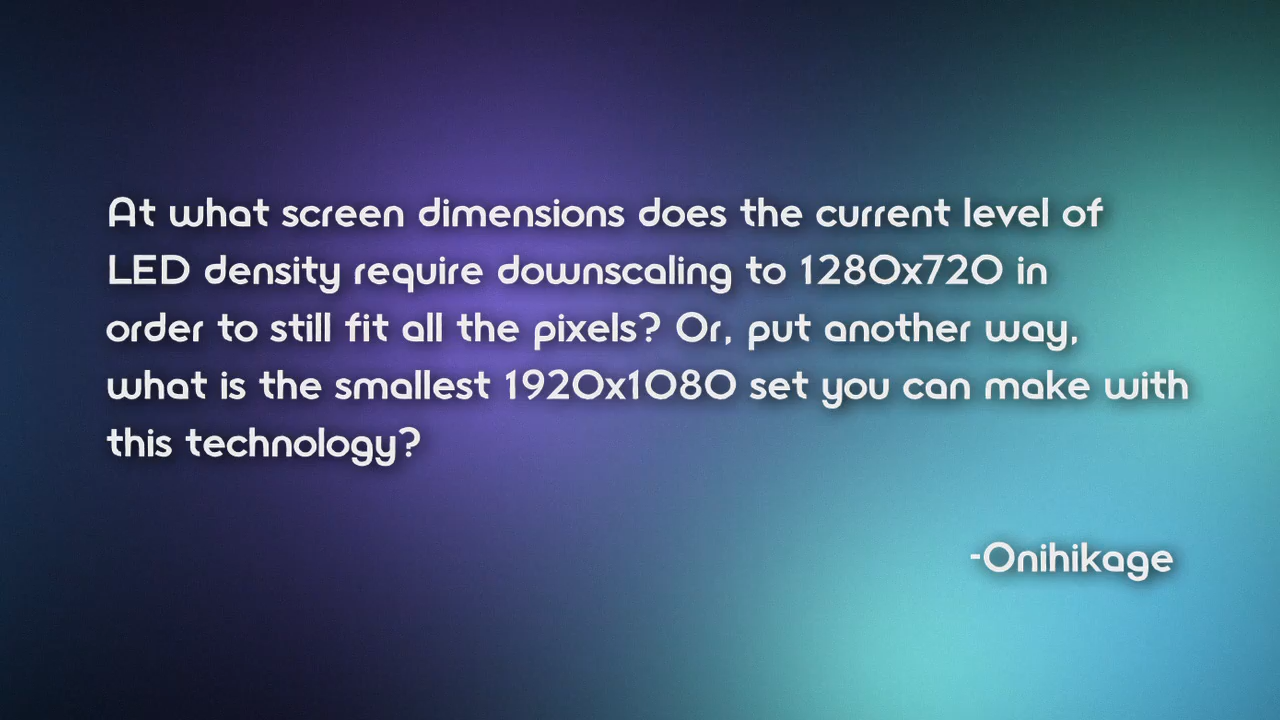 At what screen dimensions does the current level of
LED density require downscaling to 1280x720 in
order to still fit all the pixels? Or, put another way,
what is the smallest 1920x1080 set you can make with
this technology?
-Onihikage